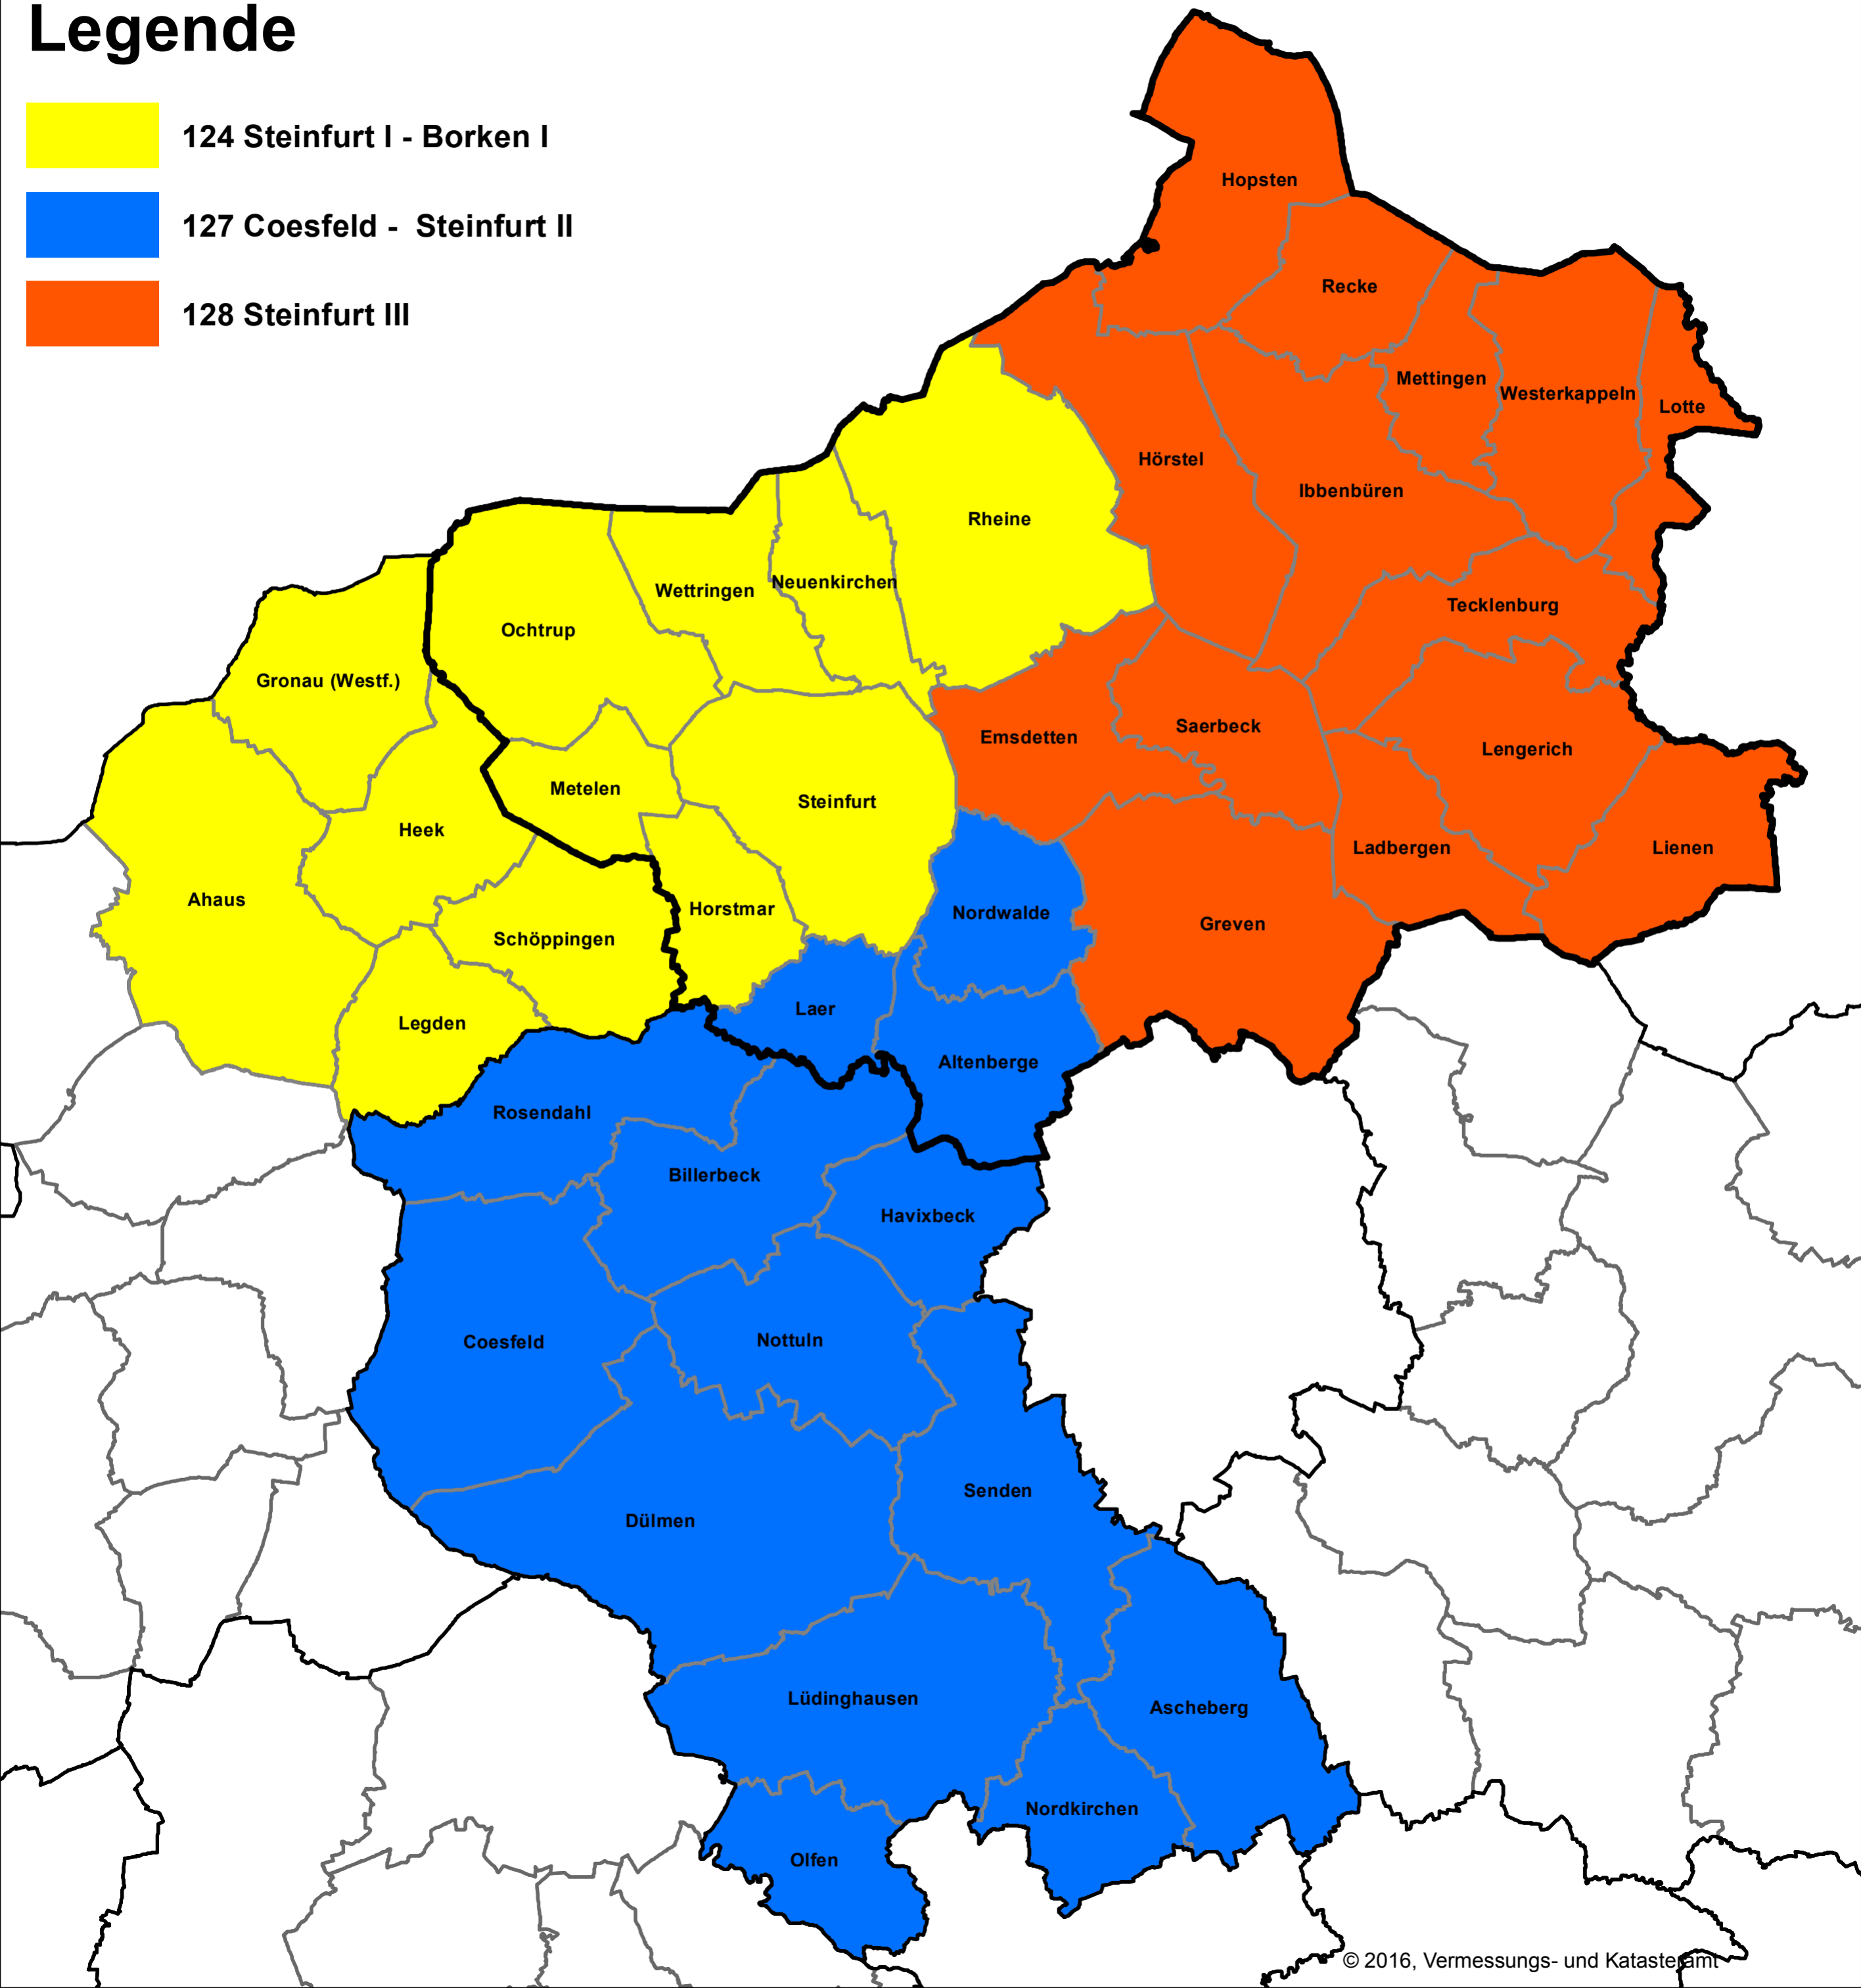 Legende
124 Steinfurt I - Borken I
127 Coesfeld -  Steinfurt II
128 Steinfurt III
Hopsten
Recke
Mettingen
Westerkappeln
Lotte
Hörstel
Ibbenbüren
Rheine
Neuenkirchen
Wettringen
Tecklenburg
Ochtrup
Gronau (Westf.)
Saerbeck
Emsdetten
Lengerich
Metelen
Steinfurt
Heek
Ladbergen
Lienen
Ahaus
Horstmar
Nordwalde
Greven
Schöppingen
Laer
Legden
Altenberge
Rosendahl
Billerbeck
Havixbeck
Coesfeld
Nottuln
Senden
Dülmen
Lüdinghausen
Ascheberg
Nordkirchen
Olfen
© 2016, Vermessungs- und Katasteramt